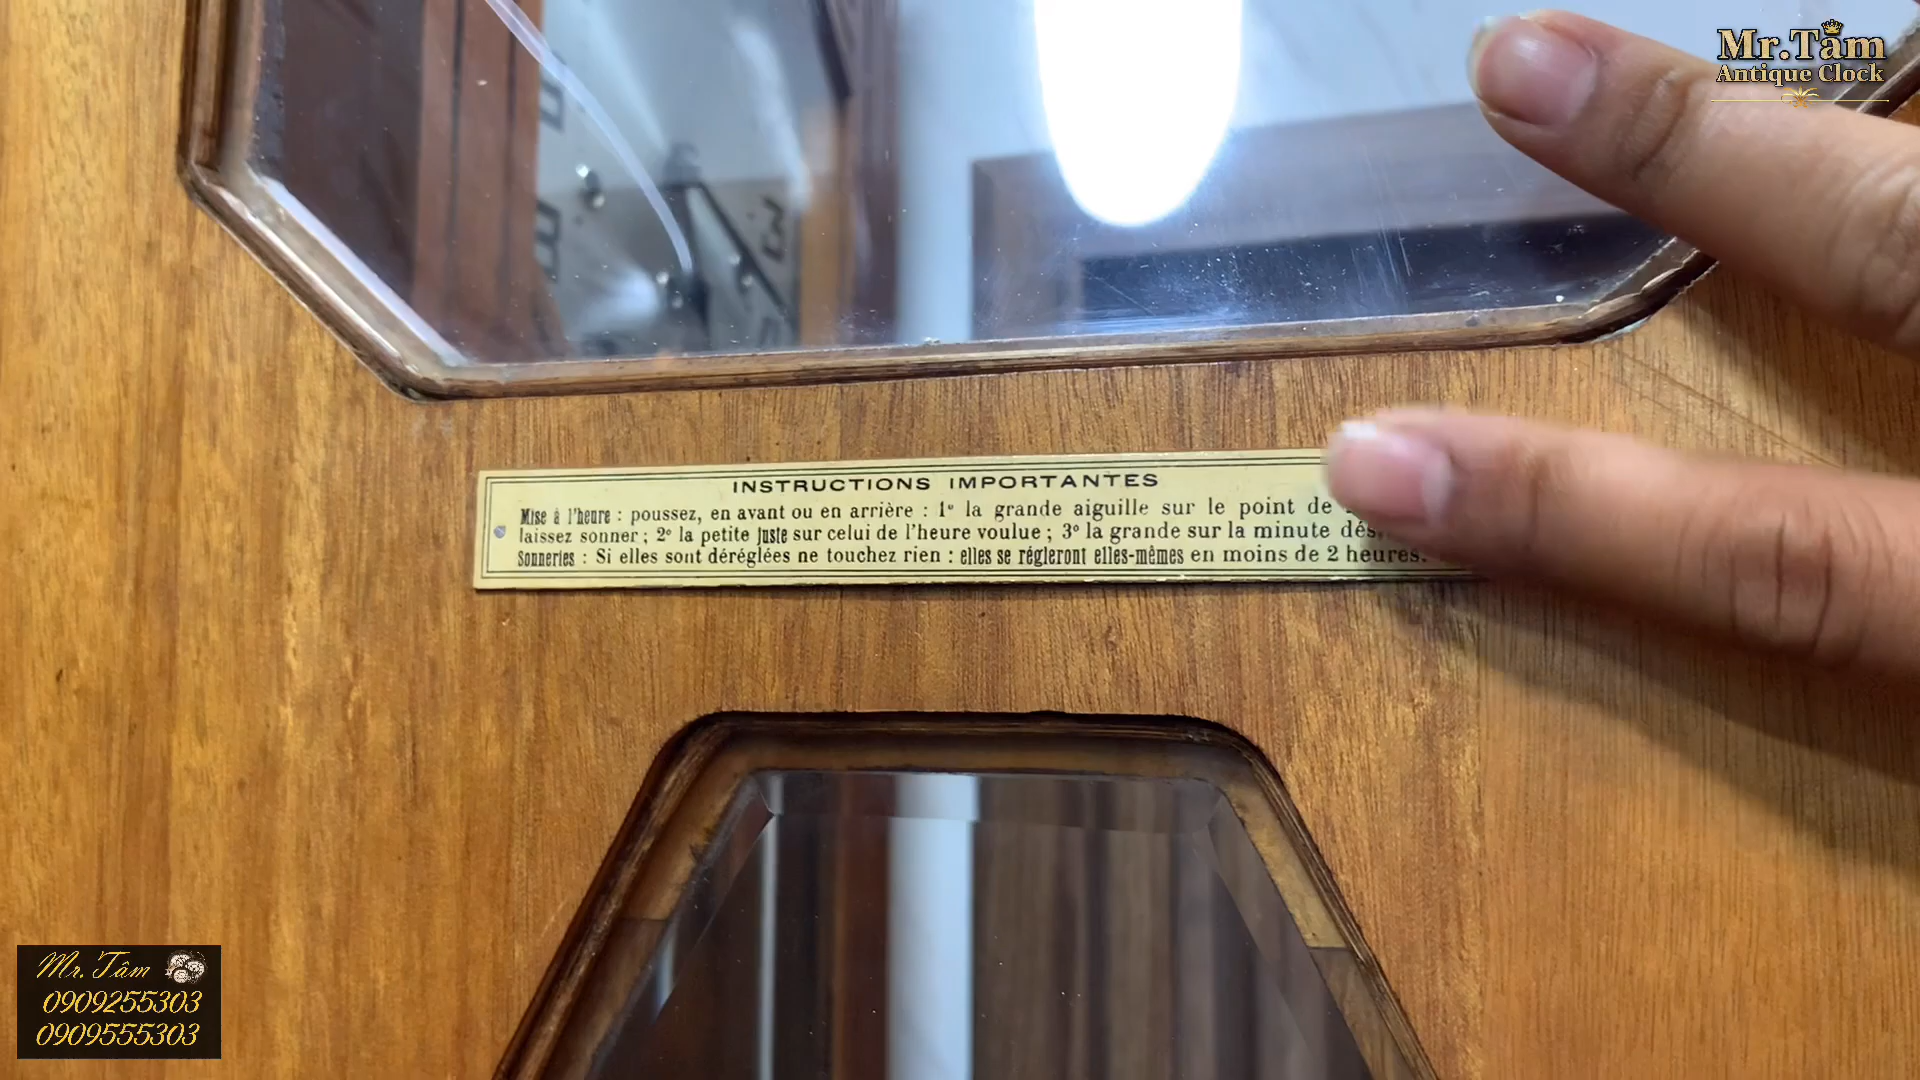 Mr.Tâm
Antique Clock
INSTRUCTIONS IMPORTANTES
Mise à l'heure : poussez, en avant ou en arrière : 1º la grande aiguille sur le point de
laissez sonner ; 2º la petite juste sur celui de l'heure voulue ; 3º la grande sur la minute
Sonneries : Si elles sont déréglées ne touchez rien : elles se régleront elles-mêmes en moins de 2 heures.
Mr. Tâm
0909255303
0909555303